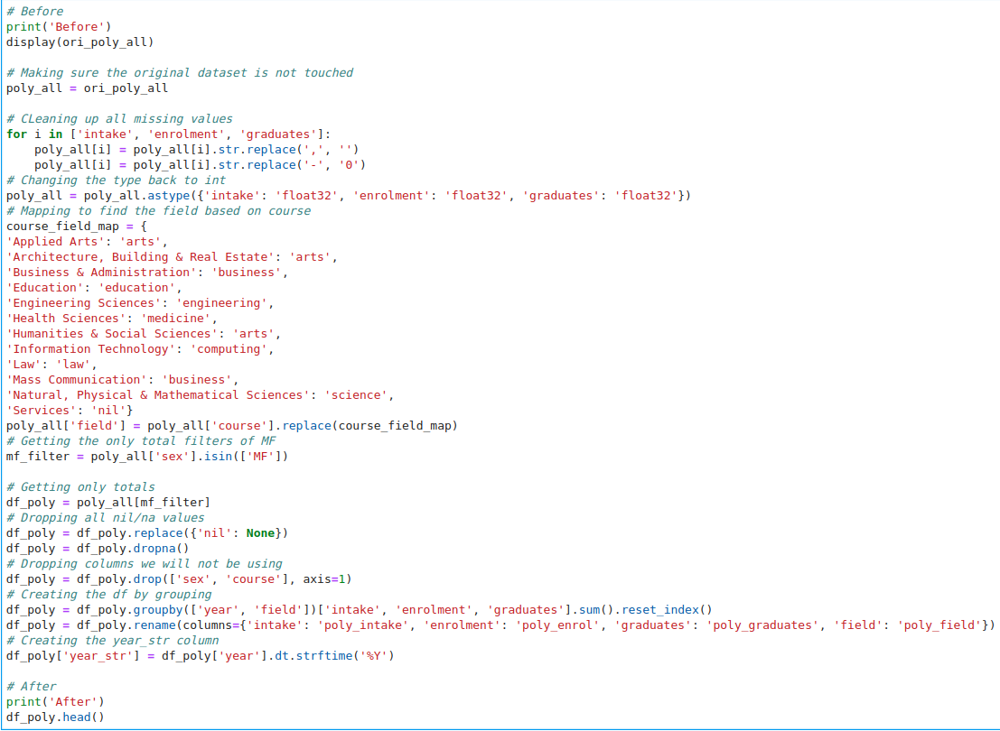 # Before
print('Before')
display(ori_poly_all)

# Making sure the original dataset is not touched
poly_all = ori_poly_all

# CLeaning up all missing values
for i in ['intake', 'enrolment', 'graduates']:
    poly_all[i] = poly_all[i].str.replace(',', '')
    poly_all[i] = poly_all[i].str.replace('-', '0')
# Changing the type back to int
poly_all = poly_all.astype({'intake': 'float32', 'enrolment': 'float32', 'graduates': 'float32'})
# Mapping to find the field based on course
course_field_map = {
'Applied Arts': 'arts',
'Architecture, Building & Real Estate': 'arts',
'Business & Administration': 'business',
'Education': 'education',
'Engineering Sciences': 'engineering',
'Health Sciences': 'medicine',
'Humanities & Social Sciences': 'arts',
'Information Technology': 'computing',
'Law': 'law',
'Mass Communication': 'business',
'Natural, Physical & Mathematical Sciences': 'science',
'Services': 'nil'}
poly_all['field'] = poly_all['course'].replace(course_field_map)
# Getting the only total filters of MF
mf_filter = poly_all['sex'].isin(['MF'])

# Getting only totals
df_poly = poly_all[mf_filter]
# Dropping all nil/na values
df_poly = df_poly.replace({'nil': None})
df_poly = df_poly.dropna()
# Dropping columns we will not be using
df_poly = df_poly.drop(['sex', 'course'], axis=1)
# Creating the df by grouping
df_poly = df_poly.groupby(['year', 'field'])['intake', 'enrolment', 'graduates'].sum().reset_index()
df_poly = df_poly.rename(columns={'intake': 'poly_intake', 'enrolment': 'poly_enrol', 'graduates': 'poly_graduates', 'field': 'poly_field'})
# Creating the year_str column
df_poly['year_str'] = df_poly['year'].dt.strftime('%Y')

# After
print('After')
df_poly.head()